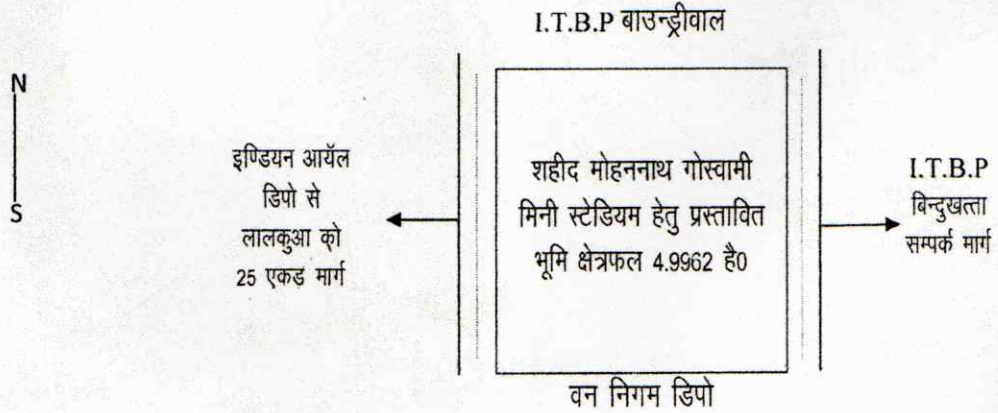 I.T.B.P बाउन्ड्रीवाल
N
S
इण्डियन आयॅल
डिपो से
लालकुआ को
25 एकड़ मार्ग
शहीद मोहननाथ गोस्वामी
मिनी स्टेडियम हेतु प्रस्तावित
भूमि क्षेत्रफल 4.9962 है0
I.T.B.P
बिन्दुखत्ता
सम्पर्क मार्ग
वन निगम डिपो